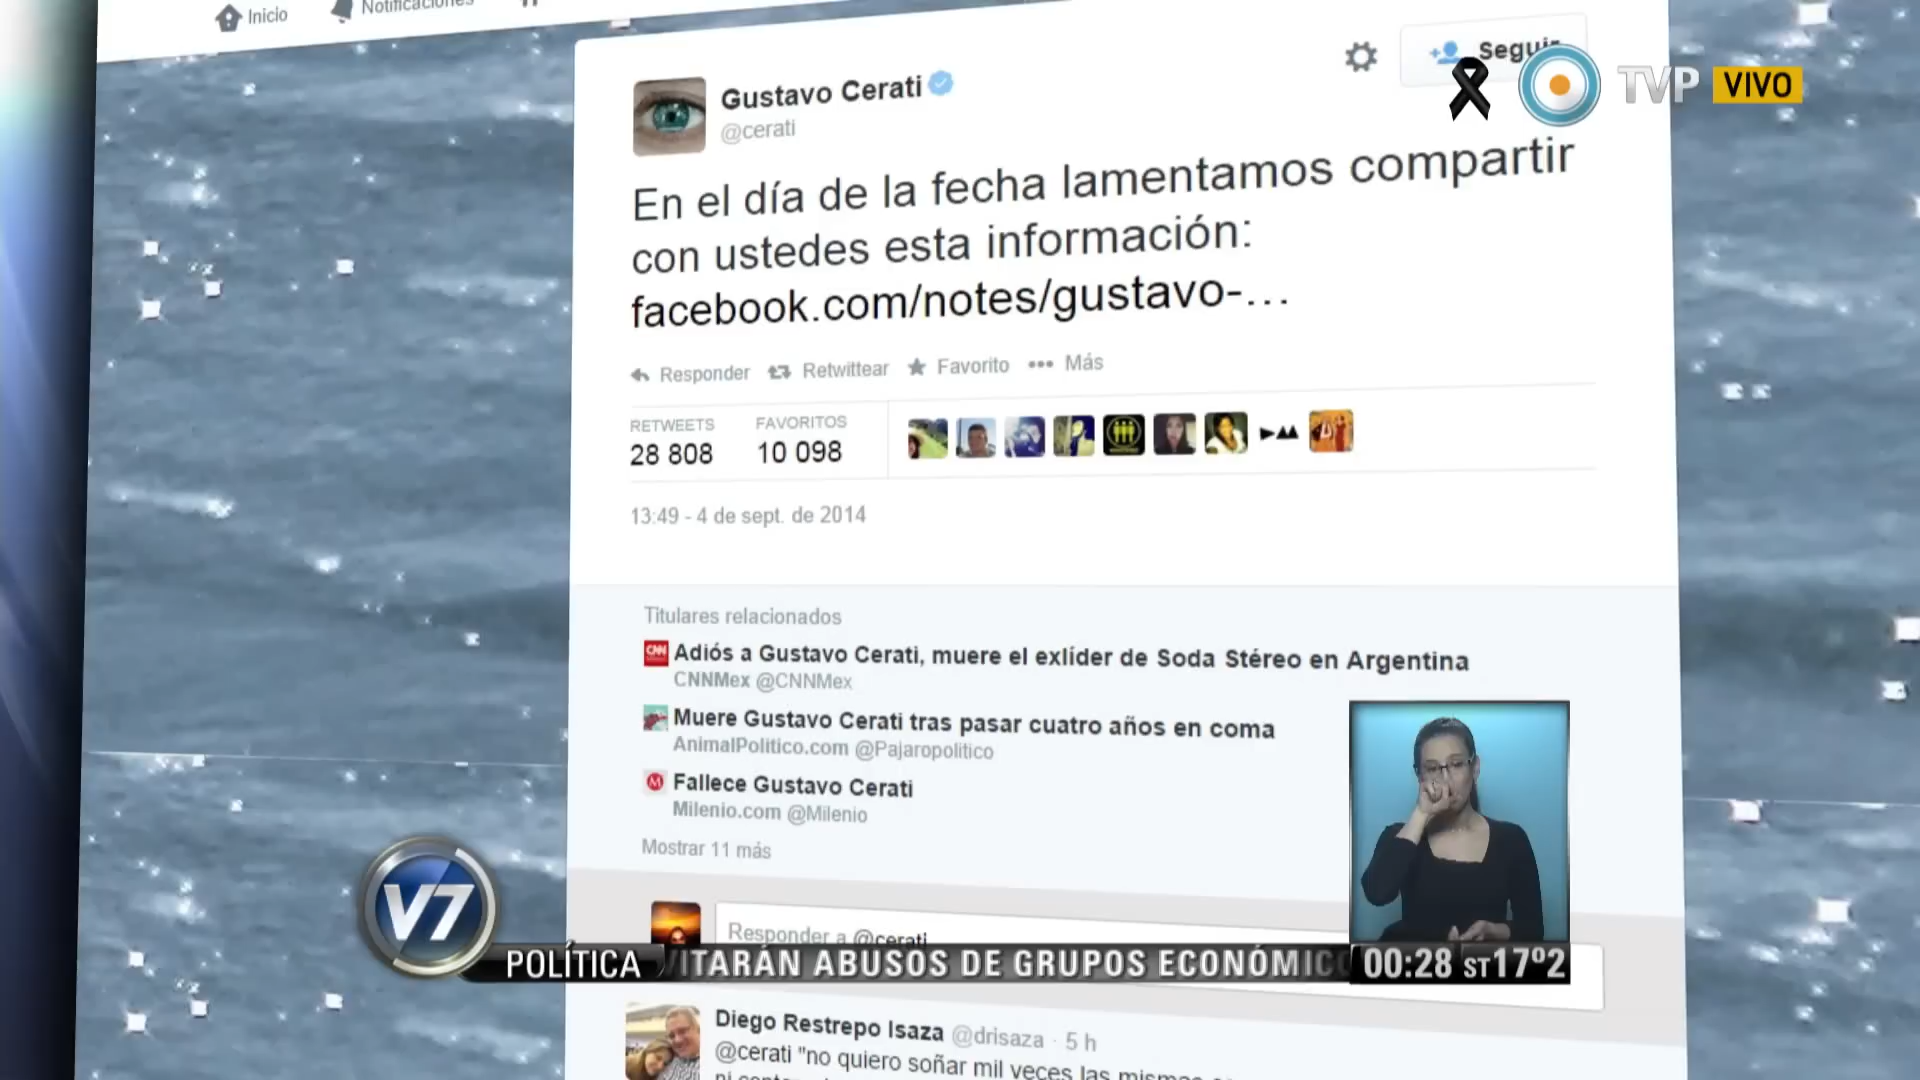 Inicio
Notificaciones
Gustavo Cerati
@cerati
Seguir
TVP VIVO
En el día de la fecha lamentamos compartir
con ustedes esta información:
facebook.com/notes/gustavo-…
Responder Retwittear Favorito Más
RETWEETS FAVORITOS
28 808 10 098
13:49 - 4 de sept. de 2014
Titulares relacionados
CNN Adiós a Gustavo Cerati, muere el exlíder de Soda Stéreo en Argentina
CNNMex @CNNMex
Muere Gustavo Cerati tras pasar cuatro años en coma
AnimalPolitico.com @Pajaropolitico
M Fallece Gustavo Cerati
Milenio.com @Milenio
Mostrar 11 más
Responder a @cerati
V7
POLÍTICA VITARÁN ABUSOS DE GRUPOS ECONÓMIC 00:28 ST 17º2
Diego Restrepo Isaza @drisaza · 5 h
@cerati "no quiero soñar mil veces las mismas